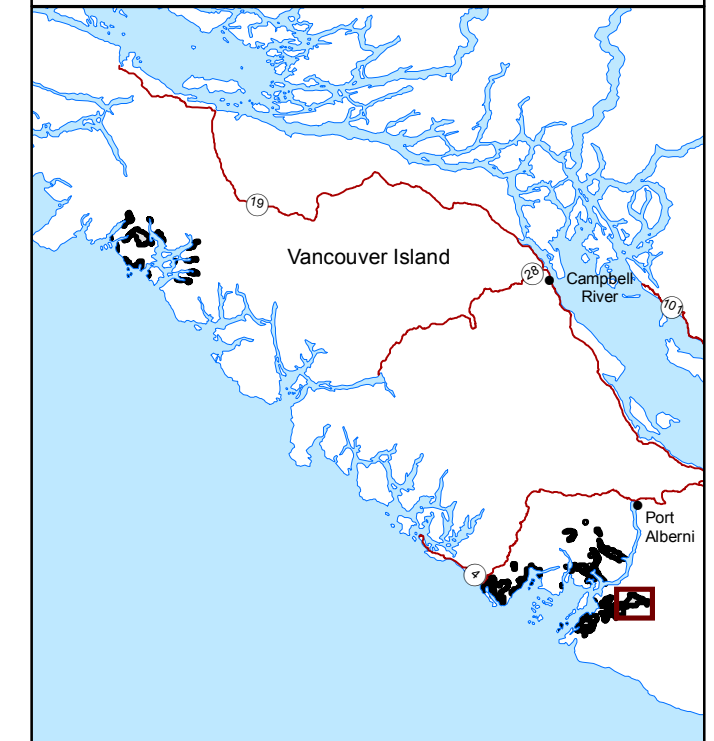 19
Vancouver Island
28
Campbell
River
101
Port
Alberni
4